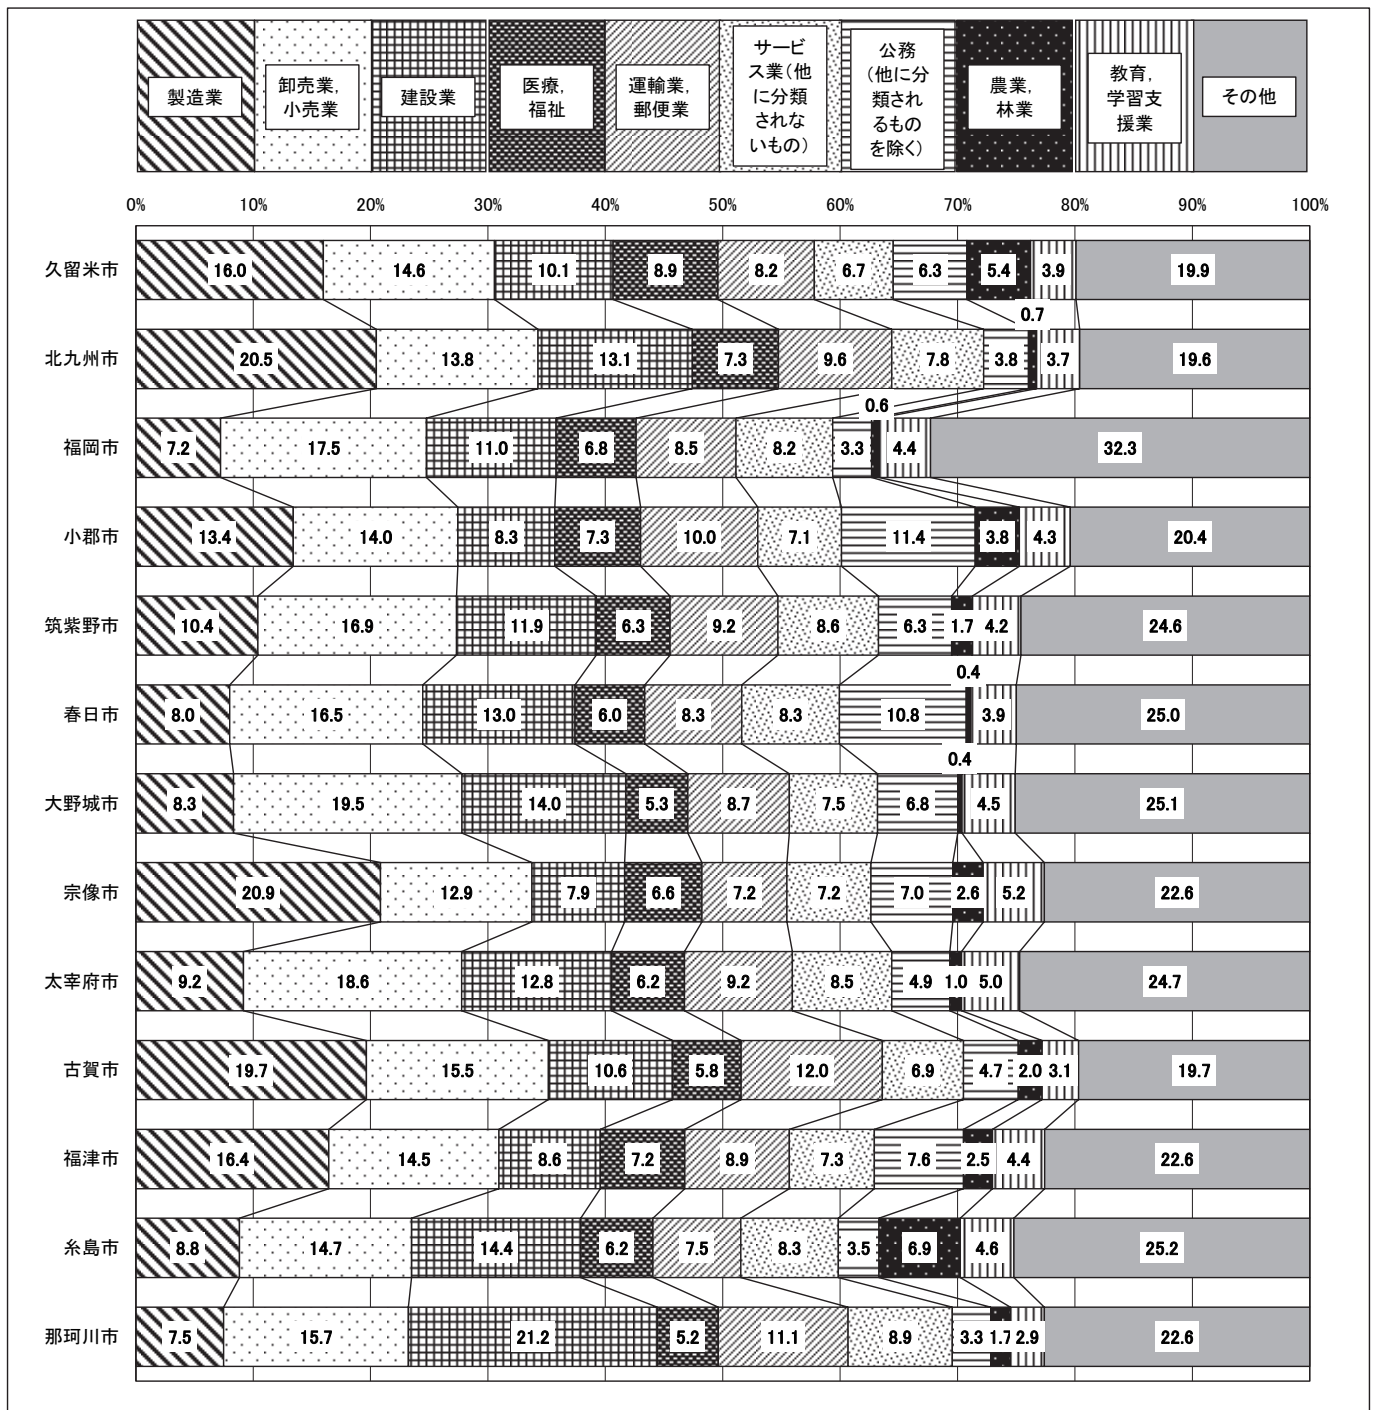 製造業
卸売業,
小売業
建設業
医療,
福祉
運輸業,
郵便業
サービ
ス業(他
に分類
されな
いもの)
公務
(他に分
類され
るもの
を除く)
農業,
林業
教育,
学習支
援業
その他
0% 10% 20% 30% 40% 50% 60% 70% 80% 90% 100%
久留米市 16.0 14.6 10.1 8.9 8.2 6.7 6.3 5.4 3.9 19.9
0.7
北九州市 20.5 13.8 13.1 7.3 9.6 7.8 3.8 3.7 19.6
0.6
福岡市 7.2 17.5 11.0 6.8 8.5 8.2 3.3 4.4 32.3
小郡市 13.4 14.0 8.3 7.3 10.0 7.1 11.4 3.8 4.3 20.4
筑紫野市 10.4 16.9 11.9 6.3 9.2 8.6 6.3 1.7 4.2 24.6
0.4
春日市 8.0 16.5 13.0 6.0 8.3 8.3 10.8 3.9 25.0
0.4
大野城市 8.3 19.5 14.0 5.3 8.7 7.5 6.8 4.5 25.1
宗像市 20.9 12.9 7.9 6.6 7.2 7.2 7.0 2.6 5.2 22.6
太宰府市 9.2 18.6 12.8 6.2 9.2 8.5 4.9 1.0 5.0 24.7
古賀市 19.7 15.5 10.6 5.8 12.0 6.9 4.7 2.0 3.1 19.7
福津市 16.4 14.5 8.6 7.2 8.9 7.3 7.6 2.5 4.4 22.6
糸島市 8.8 14.7 14.4 6.2 7.5 8.3 3.5 6.9 4.6 25.2
那珂川市 7.5 15.7 21.2 5.2 11.1 8.9 3.3 1.7 2.9 22.6